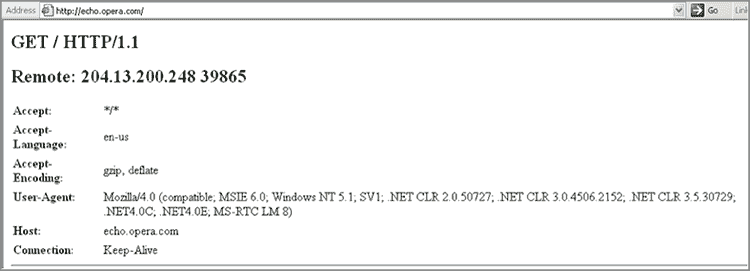 Address http://echo.opera.com/ Go Link
GET / HTTP/1.1
Remote: 204.13.200.248 39865
Accept: */*
Accept-
Language: en-us
Accept-
Encoding: gzip, deflate
User-Agent: Mozilla/4.0 (compatible; MSIE 6.0; Windows NT 5.1; SV1; .NET CLR 2.0.50727; .NET CLR 3.0.4506.2152; .NET CLR 3.5.30729;
.NET4.0C; .NET4.0E; MS-RTC LM 8)
Host: echo.opera.com
Connection: Keep-Alive